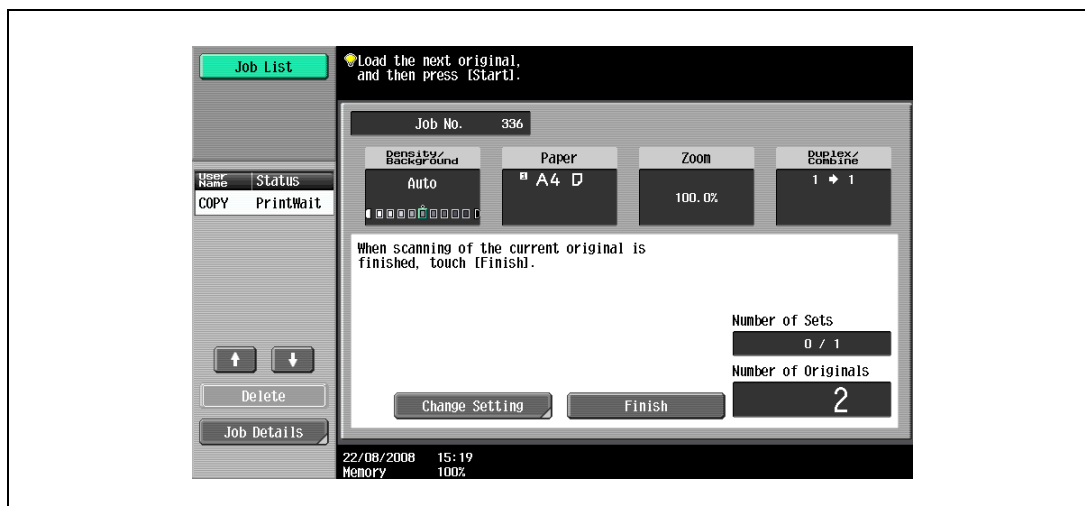 Job List
Load the next original,
and then press [Start].
Job No. 336
Density/
Background
Paper
Zoom
Duplex/
Combine
Auto
A4
100.0%
1 → 1
User
Name
Status
COPY PrintWait
When scanning of the current original is
finished, touch [Finish].
Number of Sets
0 / 1
Number of Originals
2
Change Setting
Finish
Delete
Job Details
22/08/2008 15:19
Memory 100%